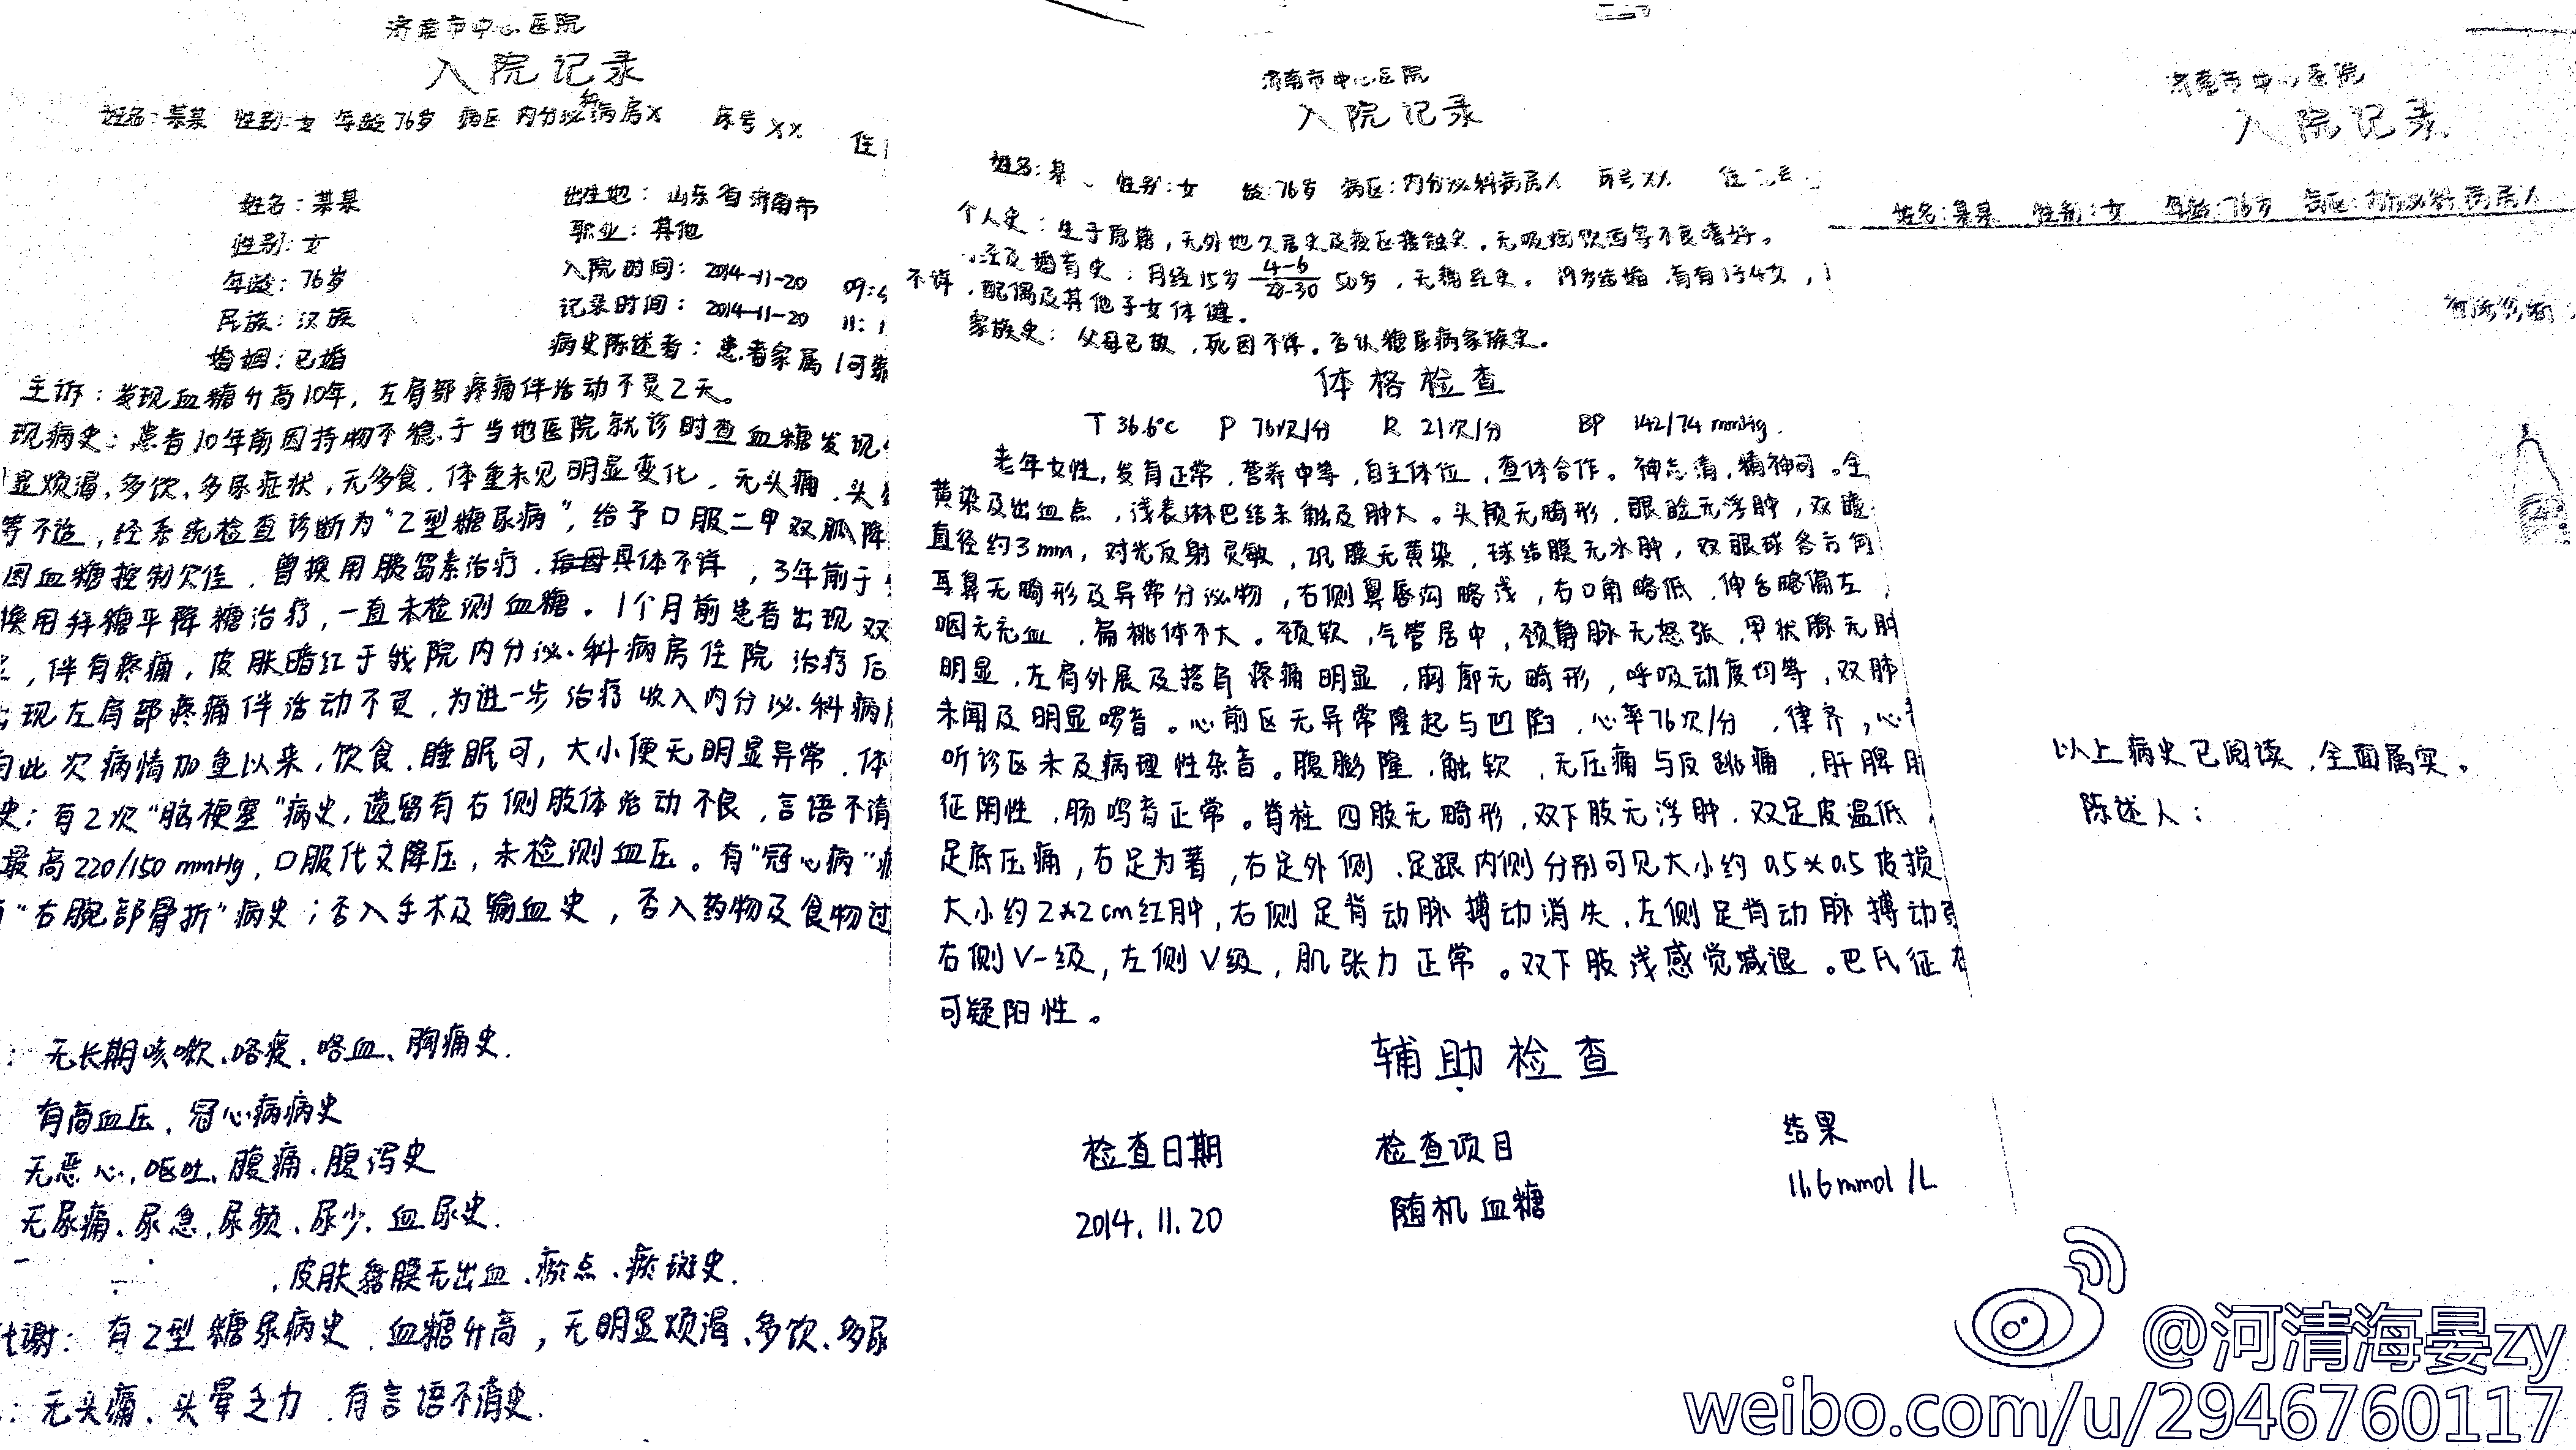 济南市中心医院
入院记录
姓名:某某 性别:女 年龄 76岁 病区 内分泌科病房X 床号 XX 住
姓名:某某 出生地:山东省济南市
性别:女 职业:其他
年龄:76岁 入院时间:2014-11-20 09:
民族:汉族 记录时间:2014-11-20 11:
婚姻:已婚 病史陈述者:患者家属
主诉:发现血糖升高10年,左肩部疼痛伴活动不灵2天。
现病史:患者10年前因持物不稳,于当地医院就诊时查血糖发现
显烦渴,多饮、多尿症状,无多食,体重未见明显变化,无头痛、头
等不适,经系统检查诊断为“2型糖尿病”,给予口服二甲双胍降
因血糖控制欠佳,曾换用胰岛素治疗,具体不详,3年前于
换用拜糖平降糖治疗,一直未检测血糖。1个月前患者出现双
,伴有疼痛,皮肤暗红于我院内分泌科病房住院治疗后
现左肩部疼痛伴活动不灵,为进一步治疗收入内分泌科病
自此次病情加重以来,饮食、睡眠可,大小便无明显异常,体
史:有2次“脑梗塞”病史,遗留有右侧肢体活动不良,言语不清
最高220/150 mmHg,口服代文降压,未检测血压。有“冠心病”
“右腕部骨折”病史;否入手术及输血史,否入药物及食物过
:无长期咳嗽、咯痰、咯血、胸痛史.
有高血压、冠心病病史
无恶心,呕吐、腹痛、腹泻史
无尿痛、尿急,尿频、尿少、血尿史.
,皮肤黏膜无出血、瘀点、瘀斑史.
代谢:有2型糖尿病史,血糖升高,无明显烦渴、多饮、多尿
:无头痛、头晕乏力,有言语不清史.
济南市中心医院
入院记录
姓名:某 性别:女 龄:76岁 病区:内分泌科病房X 床号XX 住
个人史:生于原籍,无外地久居史及疫区接触史,无吸烟饮酒等不良嗜好。
经及婚育史:月经15岁 4-6/28-30 50岁,无痛经史。19岁结婚,育有1子4女,
不详,配偶及其他子女体健。
家族史:父母已故,死因不详。否认糖尿病家族史。
体格检查
T 36.6℃ P 76次/分 R 21次/分 BP 142/74 mmHg.
老年女性,发育正常,营养中等,自主体位,查体合作。神志清,精神可。全
黄染及出血点,浅表淋巴结未触及肿大。头颅无畸形,眼睑无浮肿,双瞳
直径约3mm,对光反射灵敏,巩膜无黄染,球结膜无水肿,双眼球各方向
耳鼻无畸形及异常分泌物,右侧鼻唇沟略浅,右口角略低,伸舌略偏左,
咽无充血,扁桃体不大。颈软,气管居中,颈静脉无怒张,甲状腺无肿
明显,左肩外展及搭肩疼痛明显,胸廓无畸形,呼吸动度均等,双肺
未闻及明显啰音。心前区无异常隆起与凹陷,心率76次/分,律齐,心
听诊区未及病理性杂音。腹膨隆,触软,无压痛与反跳痛,肝脾肋
征阴性,肠鸣音正常。脊柱四肢无畸形,双下肢无浮肿,双足皮温低,
足底压痛,右足为著,右足外侧、足跟内侧分别可见大小约0.5×0.5皮损
大小约2×2cm红肿,右侧足背动脉搏动消失,左侧足背动脉搏动
右侧V-级,左侧V级,肌张力正常。双下肢浅感觉减退。巴氏征
可疑阳性。
辅助检查
检查日期 检查项目 结果
2014.11.20 随机血糖 11.6mmol/L
济南市中心医院
入院记录
姓名:某某 性别:女 年龄:76岁 病区:内分泌科病房X
以上病史已阅读,全面属实。
陈述人:
@河清海晏zy
weibo.com/u/2946760117